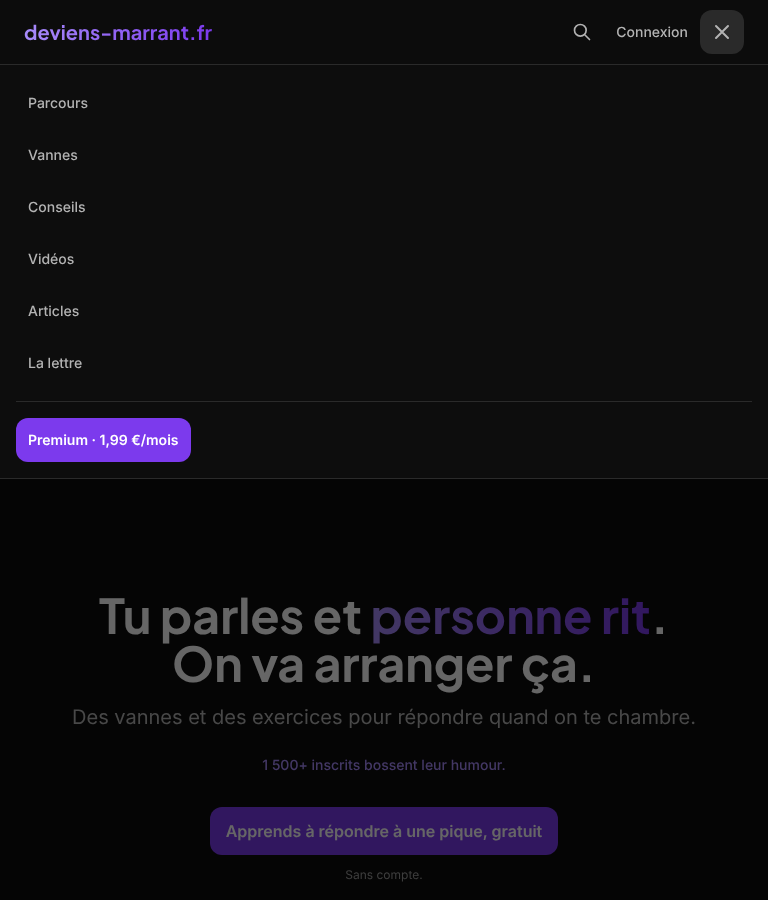 deviens-marrant.fr
Connexion
Parcours
Vannes
Conseils
Vidéos
Articles
La lettre
Premium · 1,99 €/mois
Tu parles et personne rit.
On va arranger ça.
Des vannes et des exercices pour répondre quand on te chambre.
1 500+ inscrits bossent leur humour.
Apprends à répondre à une pique, gratuit
Sans compte.